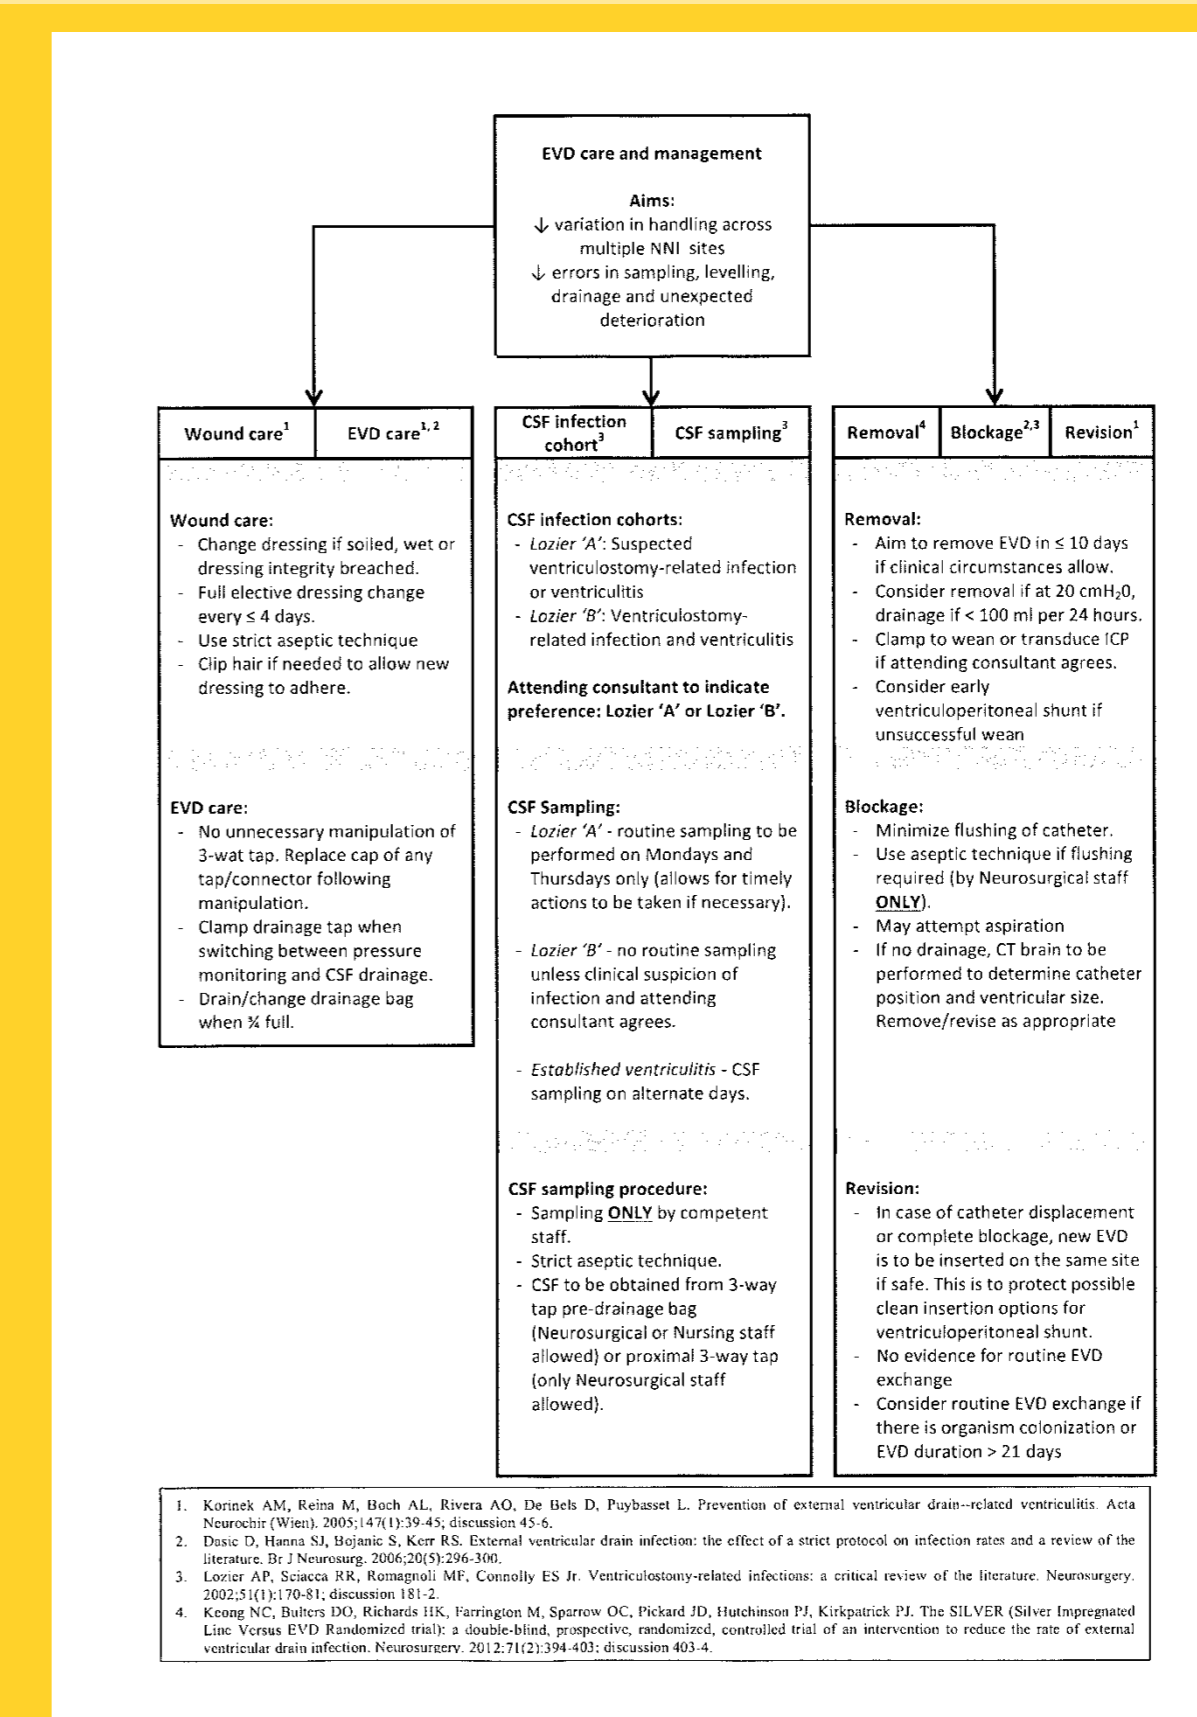 EVD care and management
Aims:
↓ variation in handling across
multiple NNI sites
↓ errors in sampling, levelling,
drainage and unexpected
deterioration
Wound care¹
EVD care¹,²
Wound care:
- Change dressing if soiled, wet or
dressing integrity breached.
- Full elective dressing change
every ≤ 4 days.
- Use strict aseptic technique
- Clip hair if needed to allow new
dressing to adhere.
EVD care:
- No unnecessary manipulation of
3-wat tap. Replace cap of any
tap/connector following
manipulation.
- Clamp drainage tap when
switching between pressure
monitoring and CSF drainage.
- Drain/change drainage bag
when ¾ full.
CSF infection
cohort³
CSF sampling³
CSF infection cohorts:
- Lozier 'A': Suspected
ventriculostomy-related infection
or ventriculitis
- Lozier 'B': Ventriculostomy-
related infection and ventriculitis
Attending consultant to indicate
preference: Lozier 'A' or Lozier 'B'.
CSF Sampling:
- Lozier 'A' - routine sampling to be
performed on Mondays and
Thursdays only (allows for timely
actions to be taken if necessary).
- Lozier 'B' - no routine sampling
unless clinical suspicion of
infection and attending
consultant agrees.
- Established ventriculitis - CSF
sampling on alternate days.
CSF sampling procedure:
- Sampling ONLY by competent
staff.
- Strict aseptic technique.
- CSF to be obtained from 3-way
tap pre-drainage bag
(Neurosurgical or Nursing staff
allowed) or proximal 3-way tap
(only Neurosurgical staff
allowed).
Removal⁴
Blockage²,³
Revision¹
Removal:
- Aim to remove EVD in ≤ 10 days
if clinical circumstances allow.
- Consider removal if at 20 cmH₂0,
drainage if < 100 ml per 24 hours.
- Clamp to wean or transduce ICP
if attending consultant agrees.
- Consider early
ventriculoperitoneal shunt if
unsuccessful wean
Blockage:
- Minimize flushing of catheter.
- Use aseptic technique if flushing
required (by Neurosurgical staff
ONLY).
- May attempt aspiration
- If no drainage, CT brain to be
performed to determine catheter
position and ventricular size.
Remove/revise as appropriate
Revision:
- In case of catheter displacement
or complete blockage, new EVD
is to be inserted on the same site
if safe. This is to protect possible
clean insertion options for
ventriculoperitoneal shunt.
- No evidence for routine EVD
exchange
- Consider routine EVD exchange if
there is organism colonization or
EVD duration > 21 days
1. Korinek AM, Reina M, Boch AL, Rivera AO, De Bels D, Puybasset L. Prevention of external ventricular drain--related ventriculitis. Acta
Neurochir (Wien). 2005;147(1):39-45; discussion 45-6.
2. Dasic D, Hanna SJ, Bojanic S, Kerr RS. External ventricular drain infection: the effect of a strict protocol on infection rates and a review of the
literature. Br J Neurosurg. 2006;20(5):296-300.
3. Lozier AP, Sciacca RR, Romagnoli MF, Connolly ES Jr. Ventriculostomy-related infections: a critical review of the literature. Neurosurgery.
2002;51(1):170-81; discussion 181-2.
4. Keong NC, Bulters DO, Richards HK, Farrington M, Sparrow OC, Pickard JD, Hutchinson PJ, Kirkpatrick PJ. The SILVER (Silver Impregnated
Line Versus EVD Randomized trial): a double-blind, prospective, randomized, controlled trial of an intervention to reduce the rate of external
ventricular drain infection. Neurosurgery. 2012;71(2):394-403; discussion 403-4.